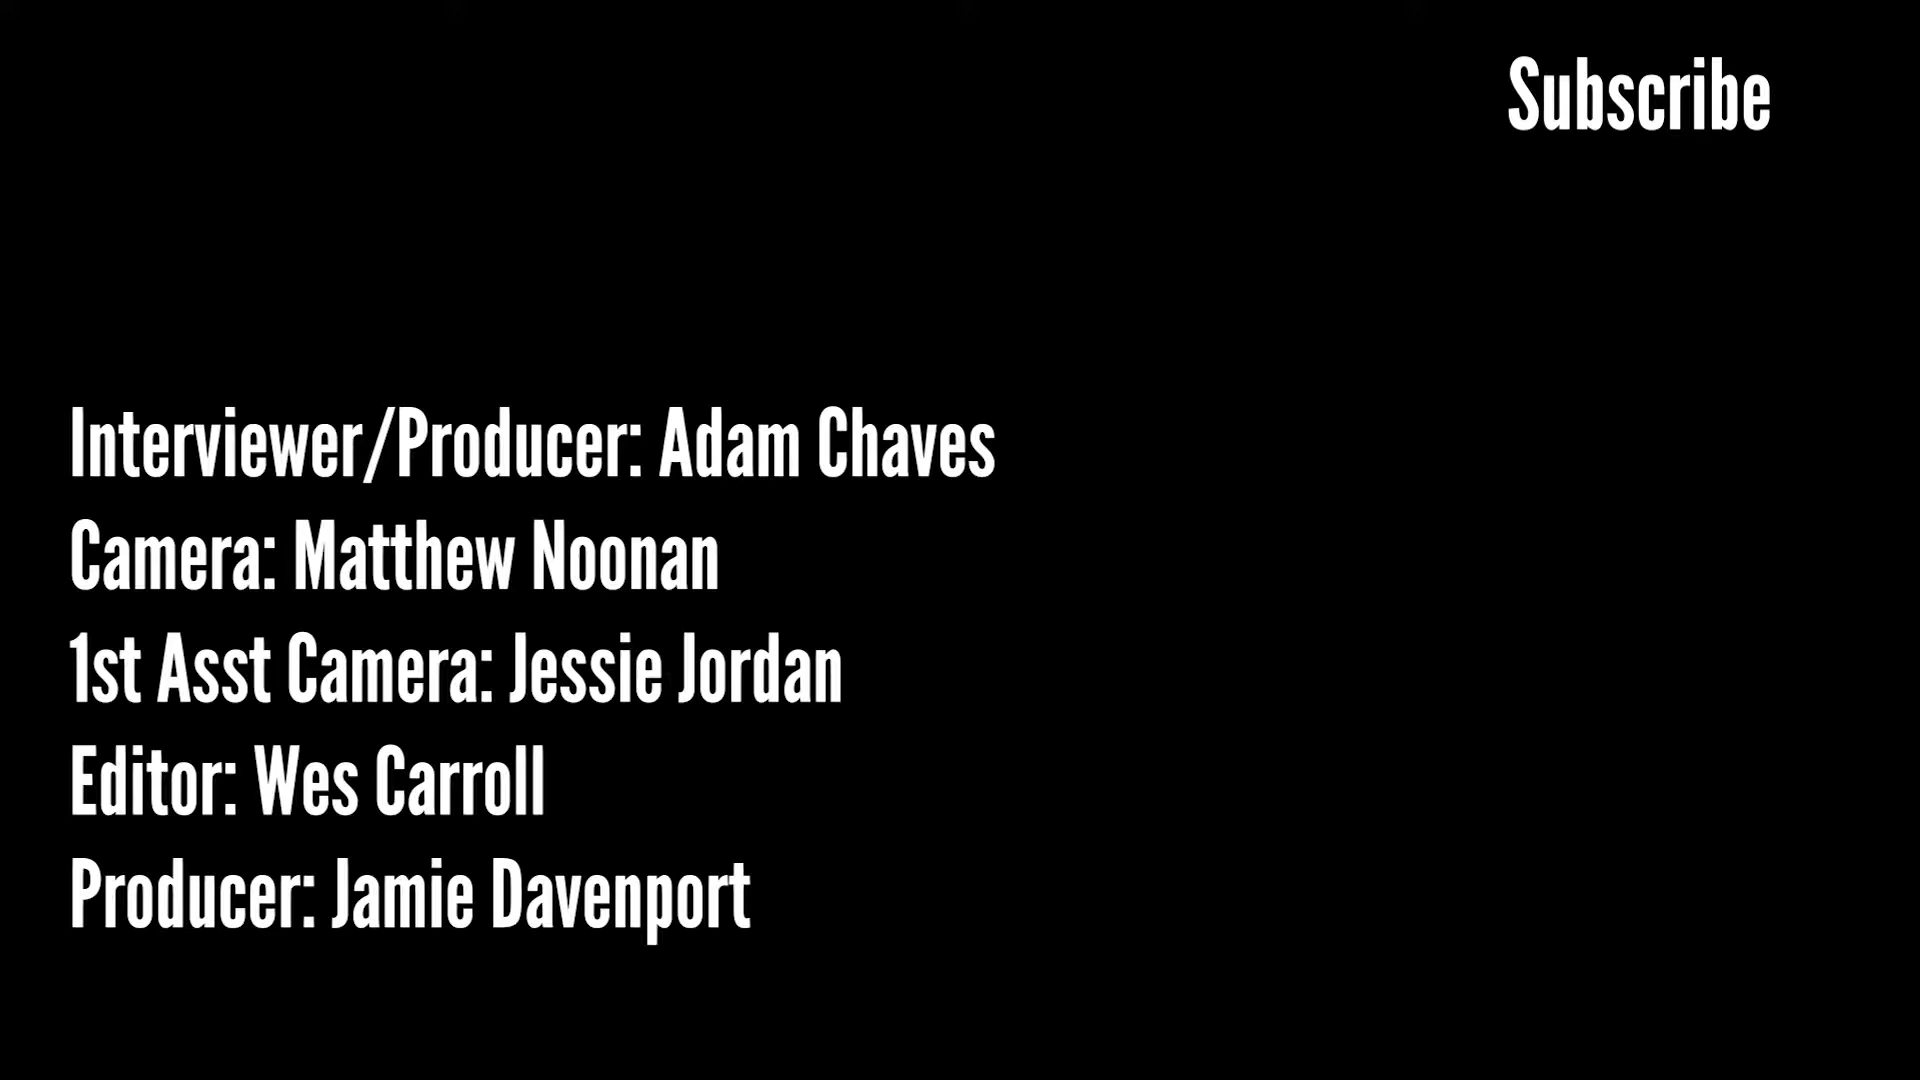 Subscribe
Interviewer/Producer: Adam Chaves
Camera: Matthew Noonan
1st Asst Camera: Jessie Jordan
Editor: Wes Carroll
Producer: Jamie Davenport